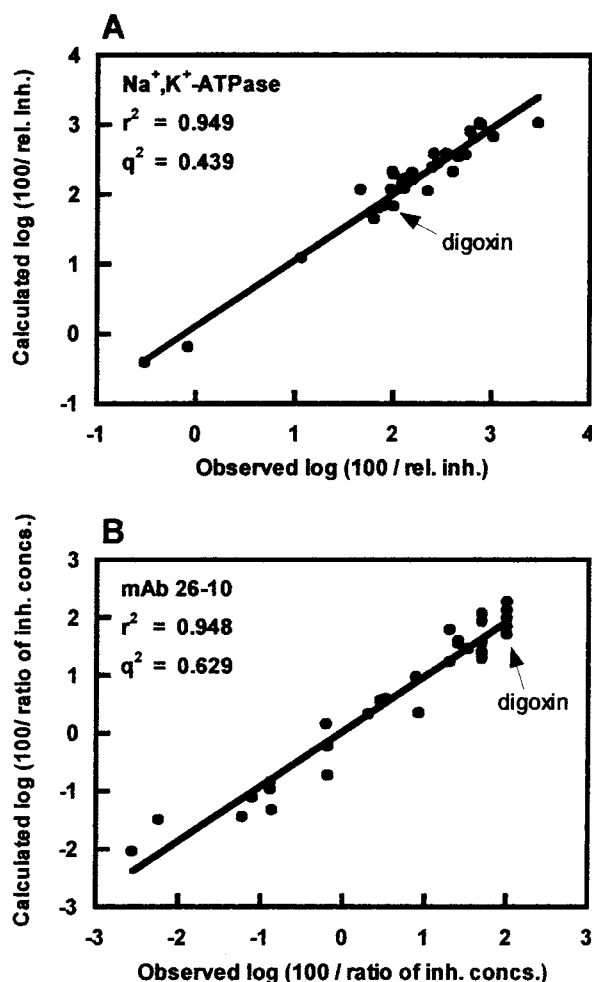 A
4
3
2
1
0
-1
Calculated log (100/ rel. Inh.)
Na⁺,K⁺-ATPase
r² = 0.949
q² = 0.439
digoxin
-1 0 1 2 3 4
Observed log (100 / rel. inh.)
B
3
2
1
0
-1
-2
-3
Calculated log (100/ ratio of inh. concs.)
mAb 26-10
r² = 0.948
q² = 0.629
digoxin
-3 -2 -1 0 1 2 3
Observed log (100 / ratio of inh. concs.)